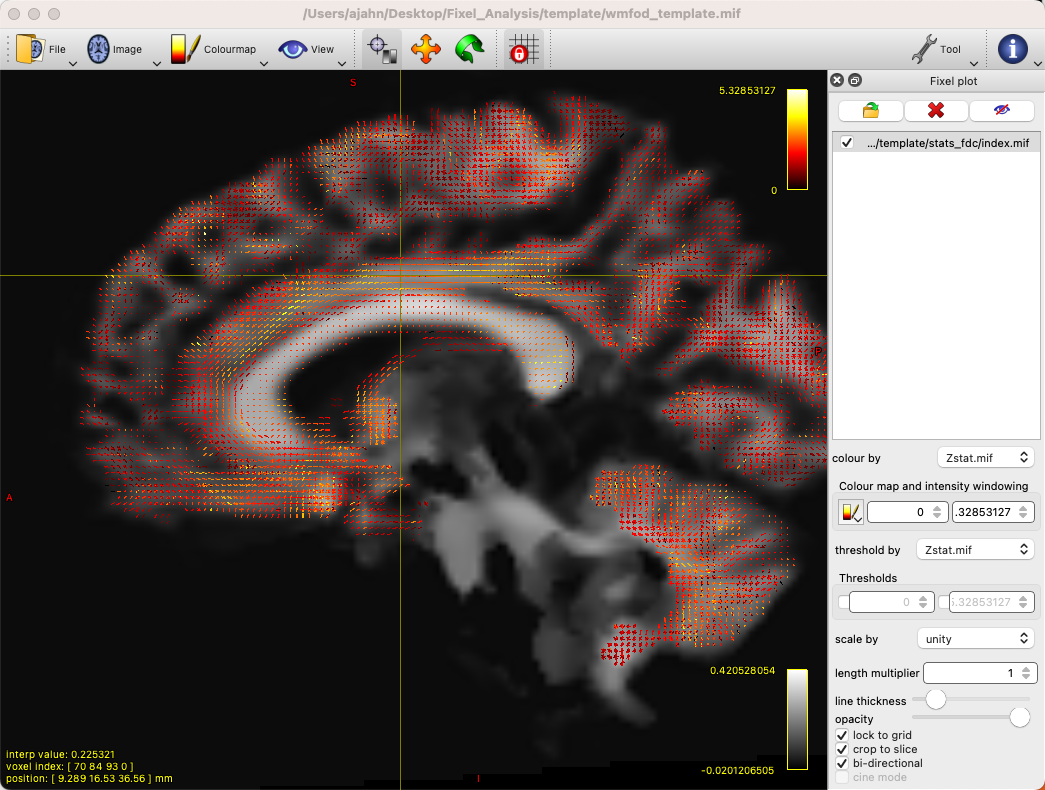 /Users/ajahn/Desktop/Fixel_Analysis/template/wmfod_template.mif
File Image Colourmap View Tool
Fixel plot
S
5.32853127
0
.../template/stats_fdc/index.mif
P
A
colour by Zstat.mif
Colour map and intensity windowing
0 .32853127
threshold by Zstat.mif
Thresholds
0 5.32853127
scale by unity
length multiplier 1
line thickness
opacity
lock to grid
crop to slice
bi-directional
cine mode
0.420528054
-0.0201206505
interp value: 0.225321
voxel index: [ 70 84 93 0 ]
position: [ 9.289 16.53 36.56 ] mm
I